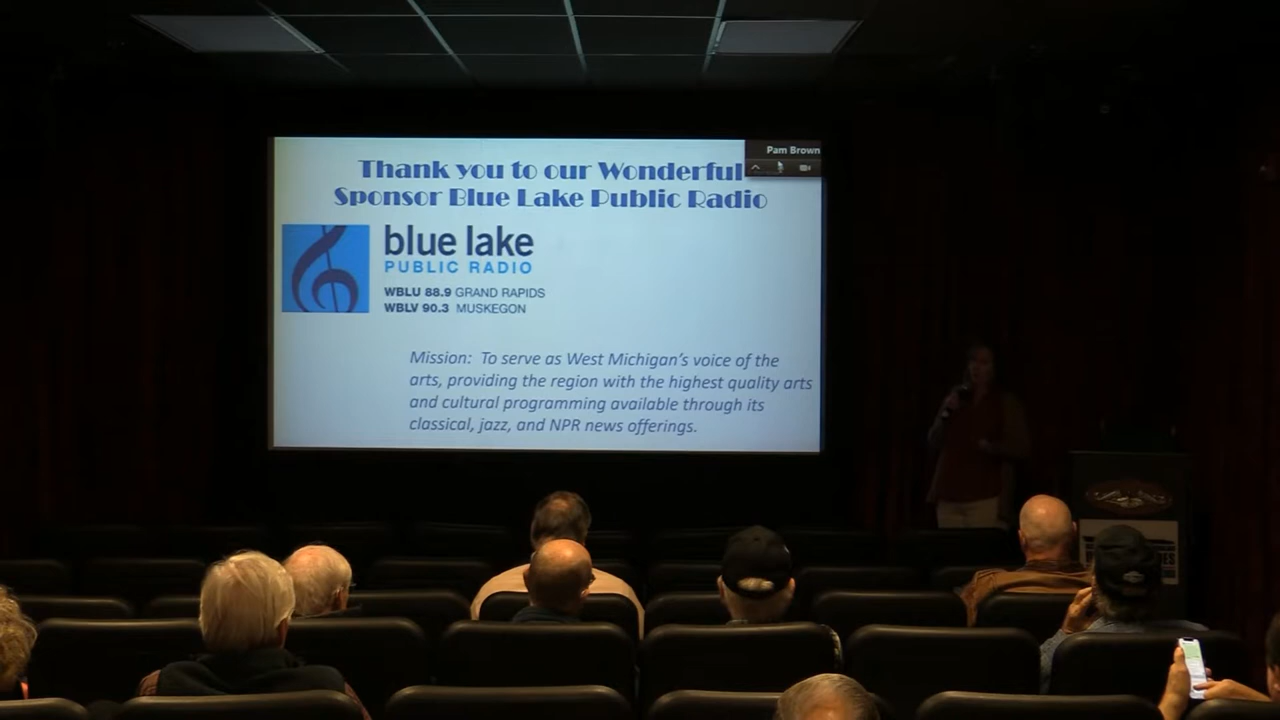 Pam Brown
Thank you to our Wonderful
Sponsor Blue Lake Public Radio
blue lake
PUBLIC RADIO
WBLU 88.9 GRAND RAPIDS
WBLV 90.3 MUSKEGON
Mission: To serve as West Michigan's voice of the
arts, providing the region with the highest quality arts
and cultural programming available through its
classical, jazz, and NPR news offerings.